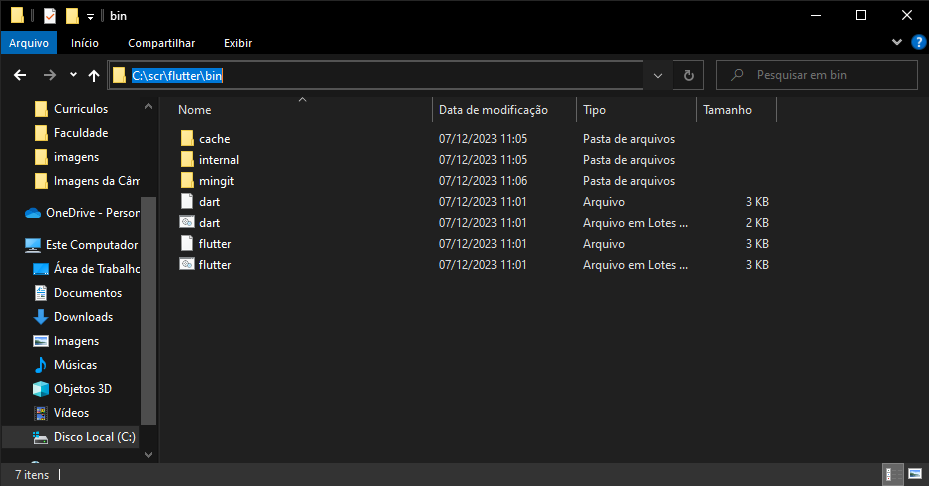 bin
Arquivo Início Compartilhar Exibir
C:\scr\flutter\bin
Pesquisar em bin
Curriculos
Faculdade
imagens
Imagens da Câm
OneDrive - Person
Este Computador
Área de Trabalho
Documentos
Downloads
Imagens
Músicas
Objetos 3D
Vídeos
Disco Local (C:)
Nome Data de modificação Tipo Tamanho
cache 07/12/2023 11:05 Pasta de arquivos
internal 07/12/2023 11:05 Pasta de arquivos
mingit 07/12/2023 11:06 Pasta de arquivos
dart 07/12/2023 11:01 Arquivo 3 KB
dart 07/12/2023 11:01 Arquivo em Lotes ... 2 KB
flutter 07/12/2023 11:01 Arquivo 3 KB
flutter 07/12/2023 11:01 Arquivo em Lotes ... 3 KB
7 itens